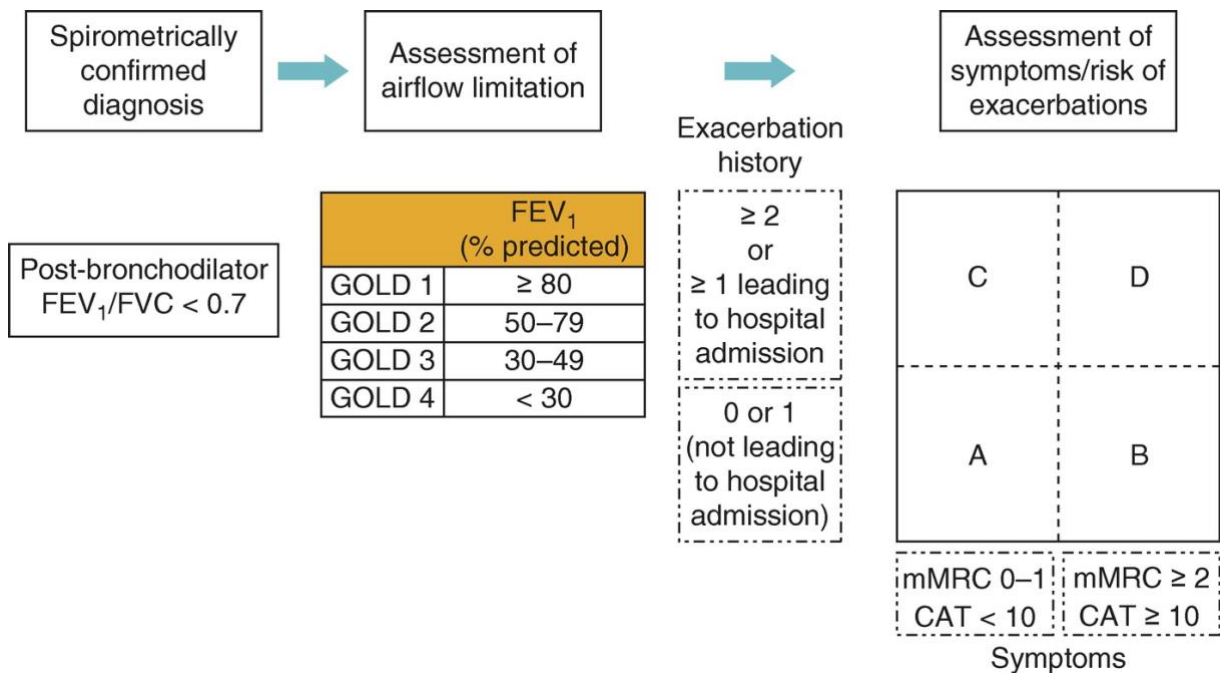 Spirometrically
confirmed
diagnosis
Assessment of
airflow limitation
Assessment of
symptoms/risk of
exacerbations
Exacerbation
history
Post-bronchodilator
FEV₁/FVC < 0.7
FEV₁
(% predicted)
GOLD 1 ≥ 80
GOLD 2 50–79
GOLD 3 30–49
GOLD 4 < 30
≥ 2
or
≥ 1 leading
to hospital
admission
0 or 1
(not leading
to hospital
admission)
C D
A B
mMRC 0–1
CAT < 10
mMRC ≥ 2
CAT ≥ 10
Symptoms